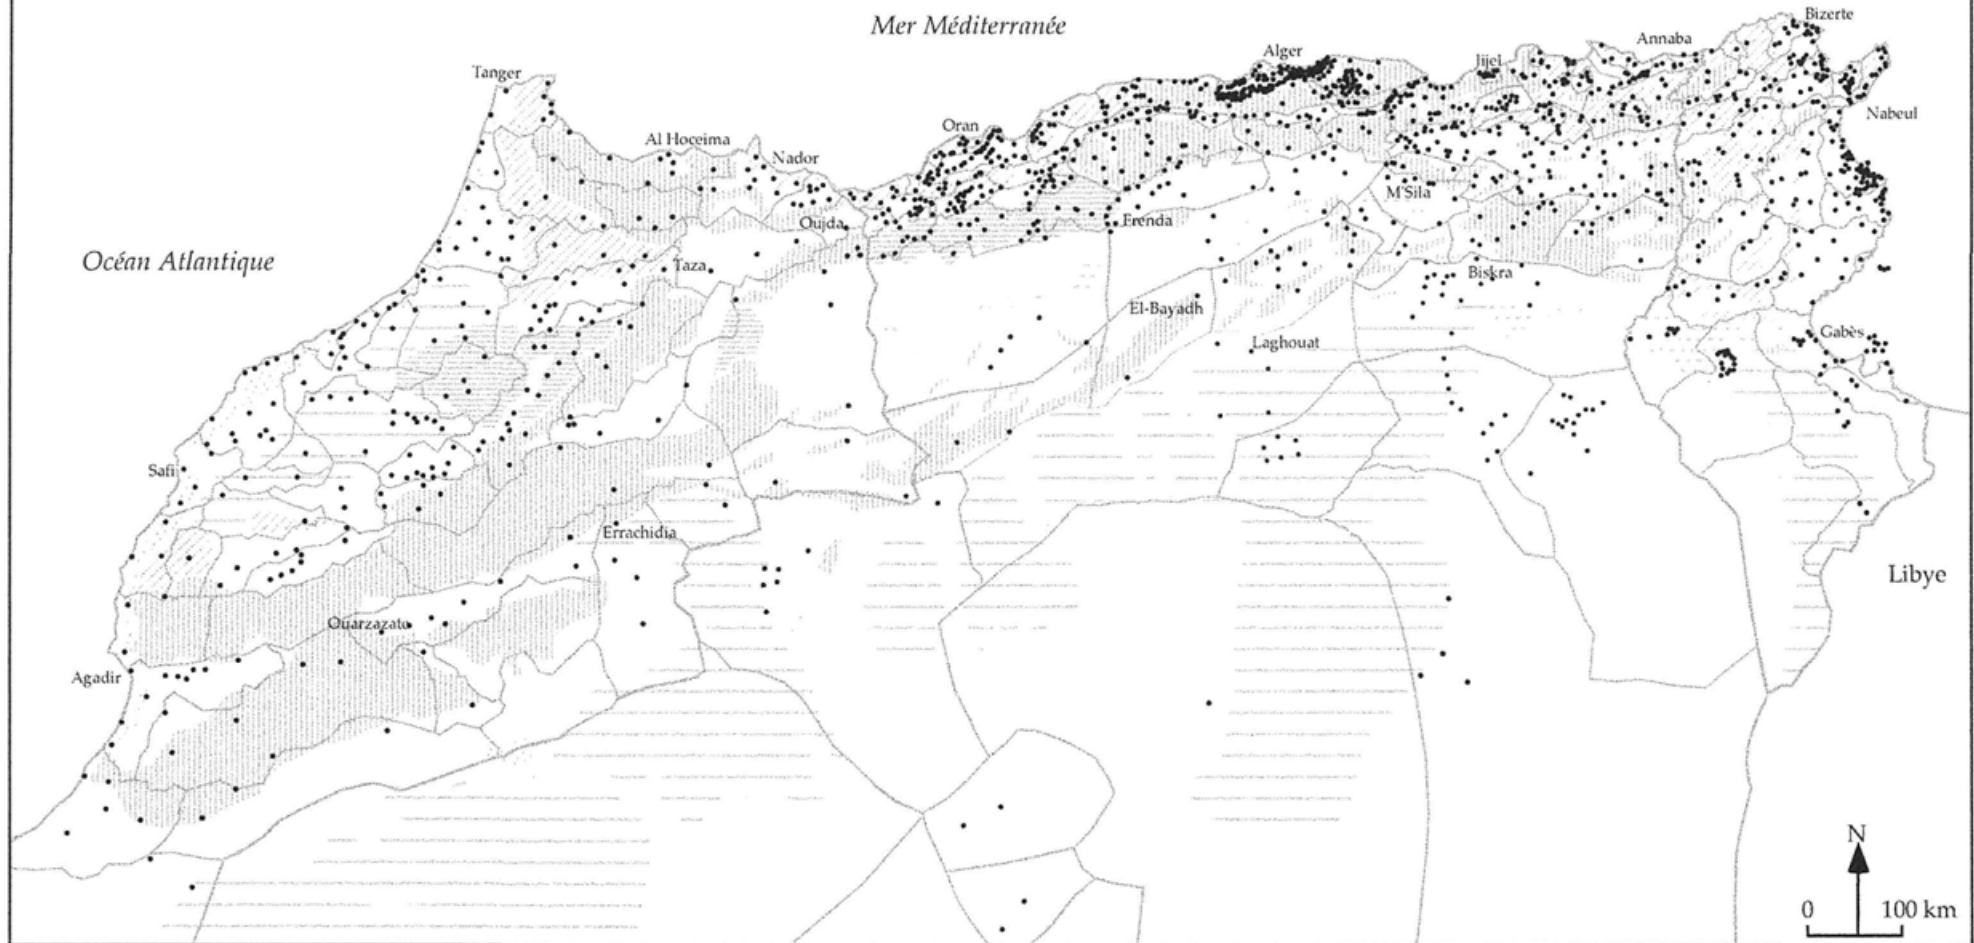 Mer Méditerranée
Bizerte
Annaba
Alger
Jijel
Tanger
Nabeul
Oran
Al Hoceima
Nador
M'Sila
Oujda
Frenda
Océan Atlantique
Taza
Biskra
El-Bayadh
Gabès
Laghouat
Safi
Errachidia
Libye
Ouarzazate
Agadir
N
0 100 km